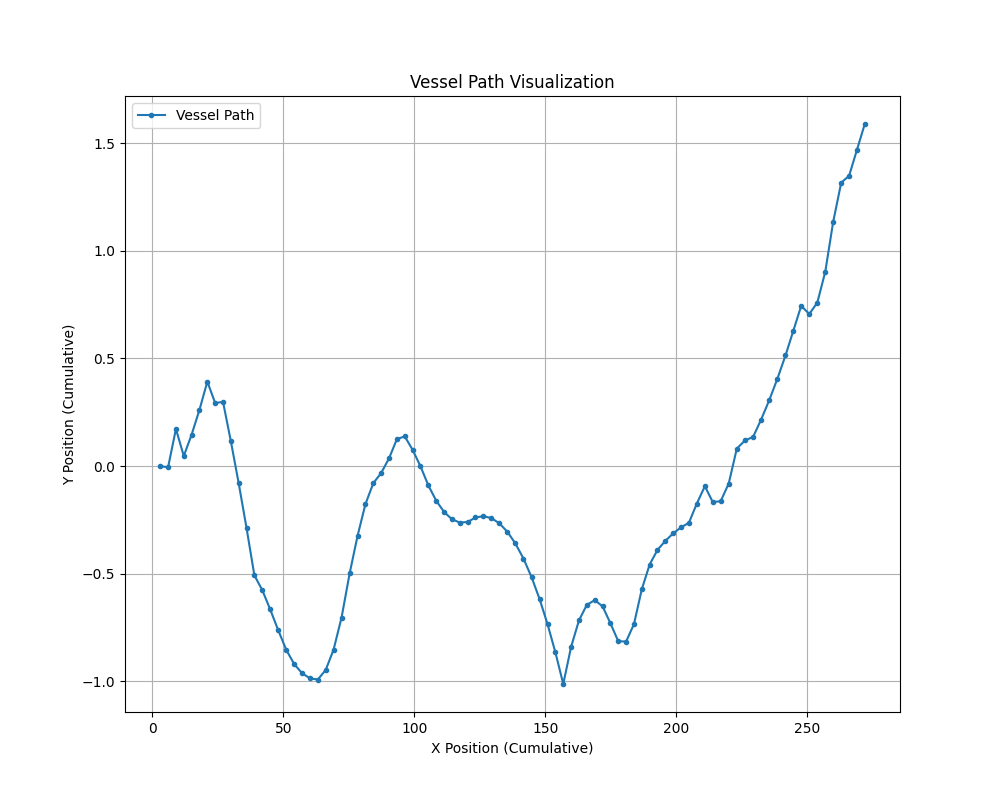 Vessel Path Visualization
Vessel Path
1.5
1.0
0.5
0.0
−0.5
−1.0
Y Position (Cumulative)
0 50 100 150 200 250
X Position (Cumulative)